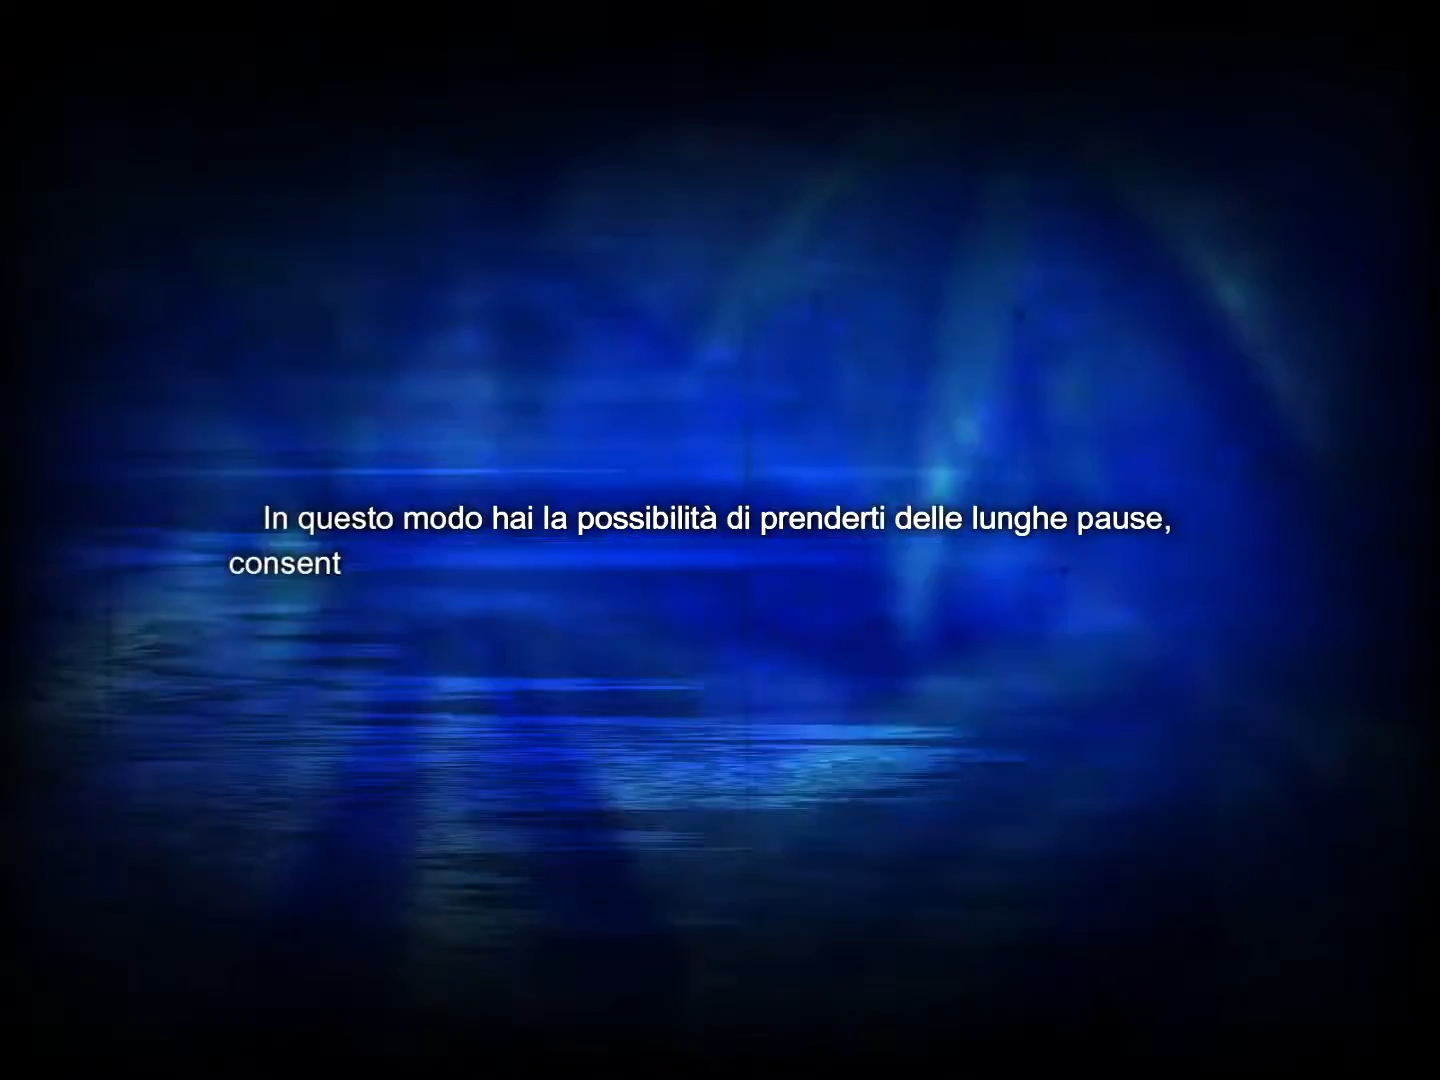 In questo modo hai la possibilità di prenderti delle lunghe pause,
consent